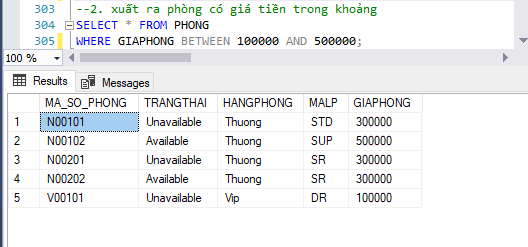 303 --2. xuất ra phòng có giá tiền trong khoảng
304 SELECT * FROM PHONG
305 WHERE GIAPHONG BETWEEN 100000 AND 500000;
100 %
Results Messages
MA_SO_PHONG TRANGTHAI HANGPHONG MALP GIAPHONG
1 N00101 Unavailable Thuong STD 300000
2 N00102 Available Thuong SUP 500000
3 N00201 Unavailable Thuong SR 300000
4 N00202 Available Thuong SR 300000
5 V00101 Unavailable Vip DR 100000